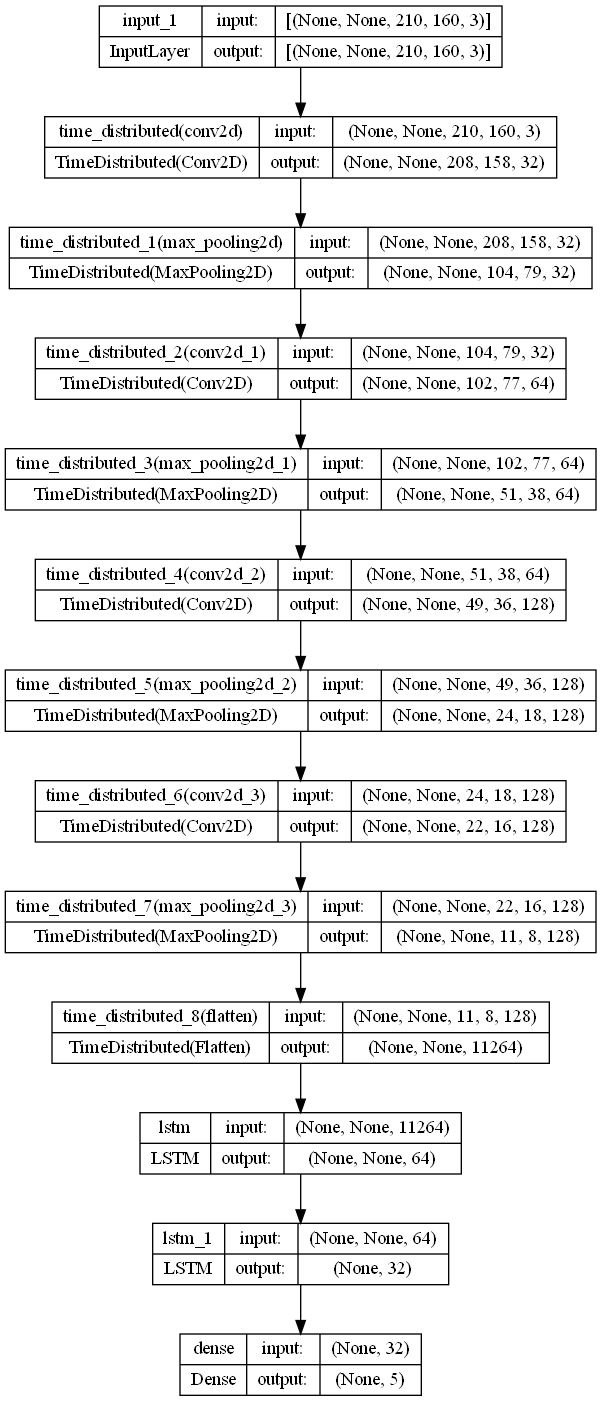 input_1 input: [(None, None, 210, 160, 3)]
InputLayer output: [(None, None, 210, 160, 3)]
time_distributed(conv2d) input: (None, None, 210, 160, 3)
TimeDistributed(Conv2D) output: (None, None, 208, 158, 32)
time_distributed_1(max_pooling2d) input: (None, None, 208, 158, 32)
TimeDistributed(MaxPooling2D) output: (None, None, 104, 79, 32)
time_distributed_2(conv2d_1) input: (None, None, 104, 79, 32)
TimeDistributed(Conv2D) output: (None, None, 102, 77, 64)
time_distributed_3(max_pooling2d_1) input: (None, None, 102, 77, 64)
TimeDistributed(MaxPooling2D) output: (None, None, 51, 38, 64)
time_distributed_4(conv2d_2) input: (None, None, 51, 38, 64)
TimeDistributed(Conv2D) output: (None, None, 49, 36, 128)
time_distributed_5(max_pooling2d_2) input: (None, None, 49, 36, 128)
TimeDistributed(MaxPooling2D) output: (None, None, 24, 18, 128)
time_distributed_6(conv2d_3) input: (None, None, 24, 18, 128)
TimeDistributed(Conv2D) output: (None, None, 22, 16, 128)
time_distributed_7(max_pooling2d_3) input: (None, None, 22, 16, 128)
TimeDistributed(MaxPooling2D) output: (None, None, 11, 8, 128)
time_distributed_8(flatten) input: (None, None, 11, 8, 128)
TimeDistributed(Flatten) output: (None, None, 11264)
lstm input: (None, None, 11264)
LSTM output: (None, None, 64)
lstm_1 input: (None, None, 64)
LSTM output: (None, 32)
dense input: (None, 32)
Dense output: (None, 5)